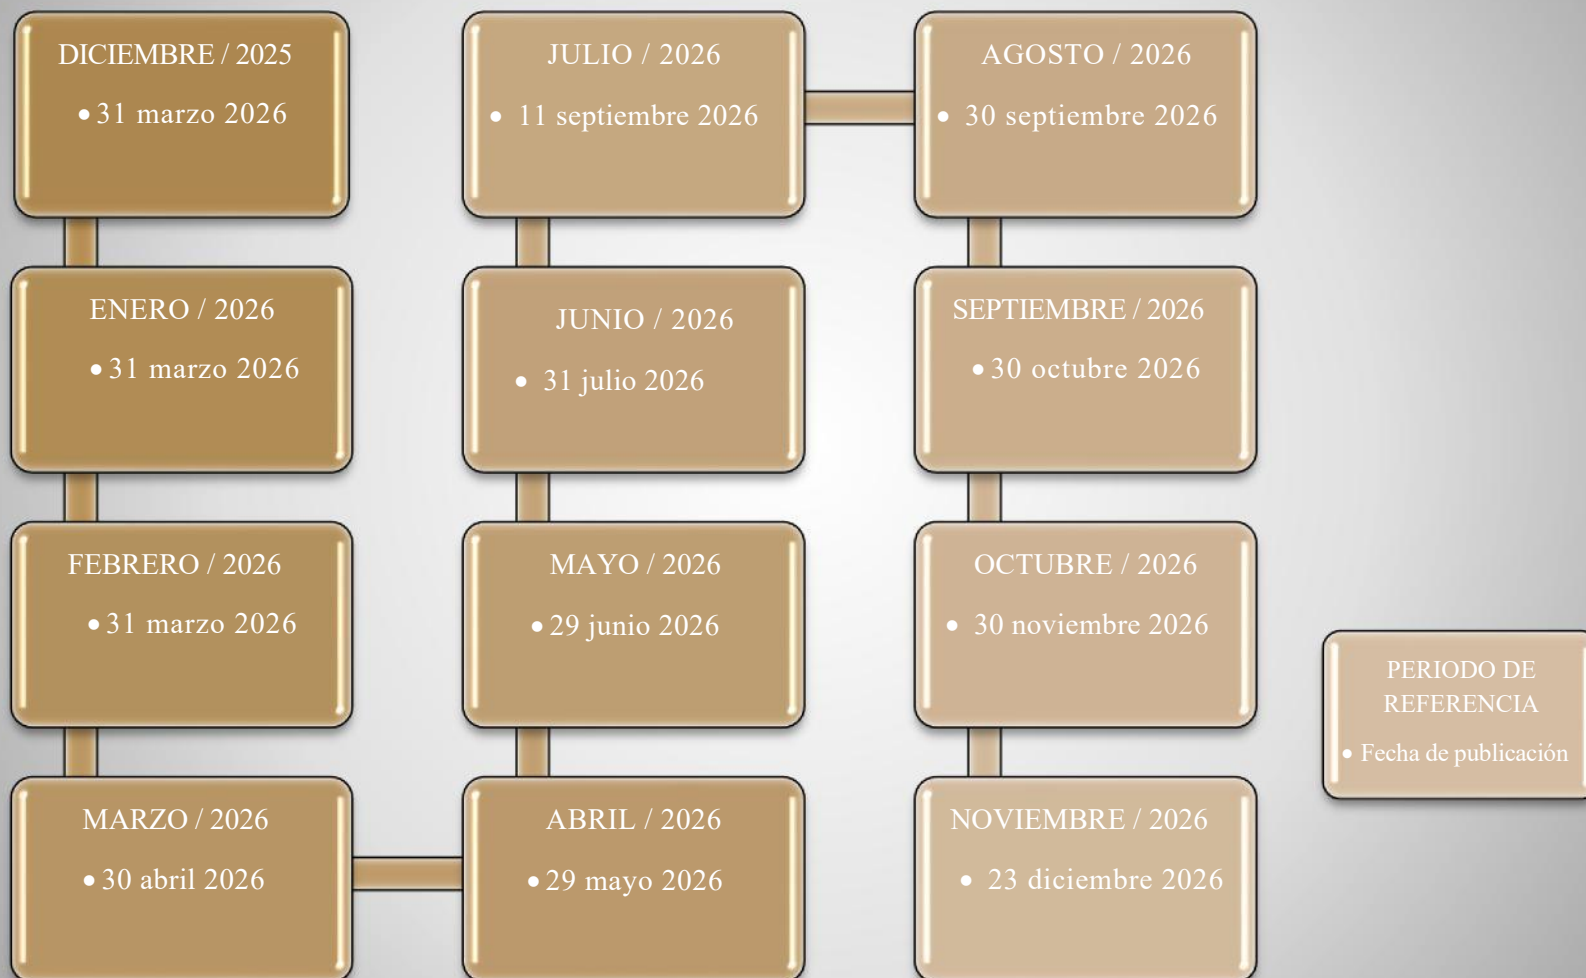 DICIEMBRE / 2025
• 31 marzo 2026
ENERO / 2026
• 31 marzo 2026
FEBRERO / 2026
• 31 marzo 2026
MARZO / 2026
• 30 abril 2026
ABRIL / 2026
• 29 mayo 2026
MAYO / 2026
• 29 junio 2026
JUNIO / 2026
• 31 julio 2026
JULIO / 2026
• 11 septiembre 2026
AGOSTO / 2026
• 30 septiembre 2026
SEPTIEMBRE / 2026
• 30 octubre 2026
OCTUBRE / 2026
• 30 noviembre 2026
NOVIEMBRE / 2026
• 23 diciembre 2026
PERIODO DE
REFERENCIA
• Fecha de publicación